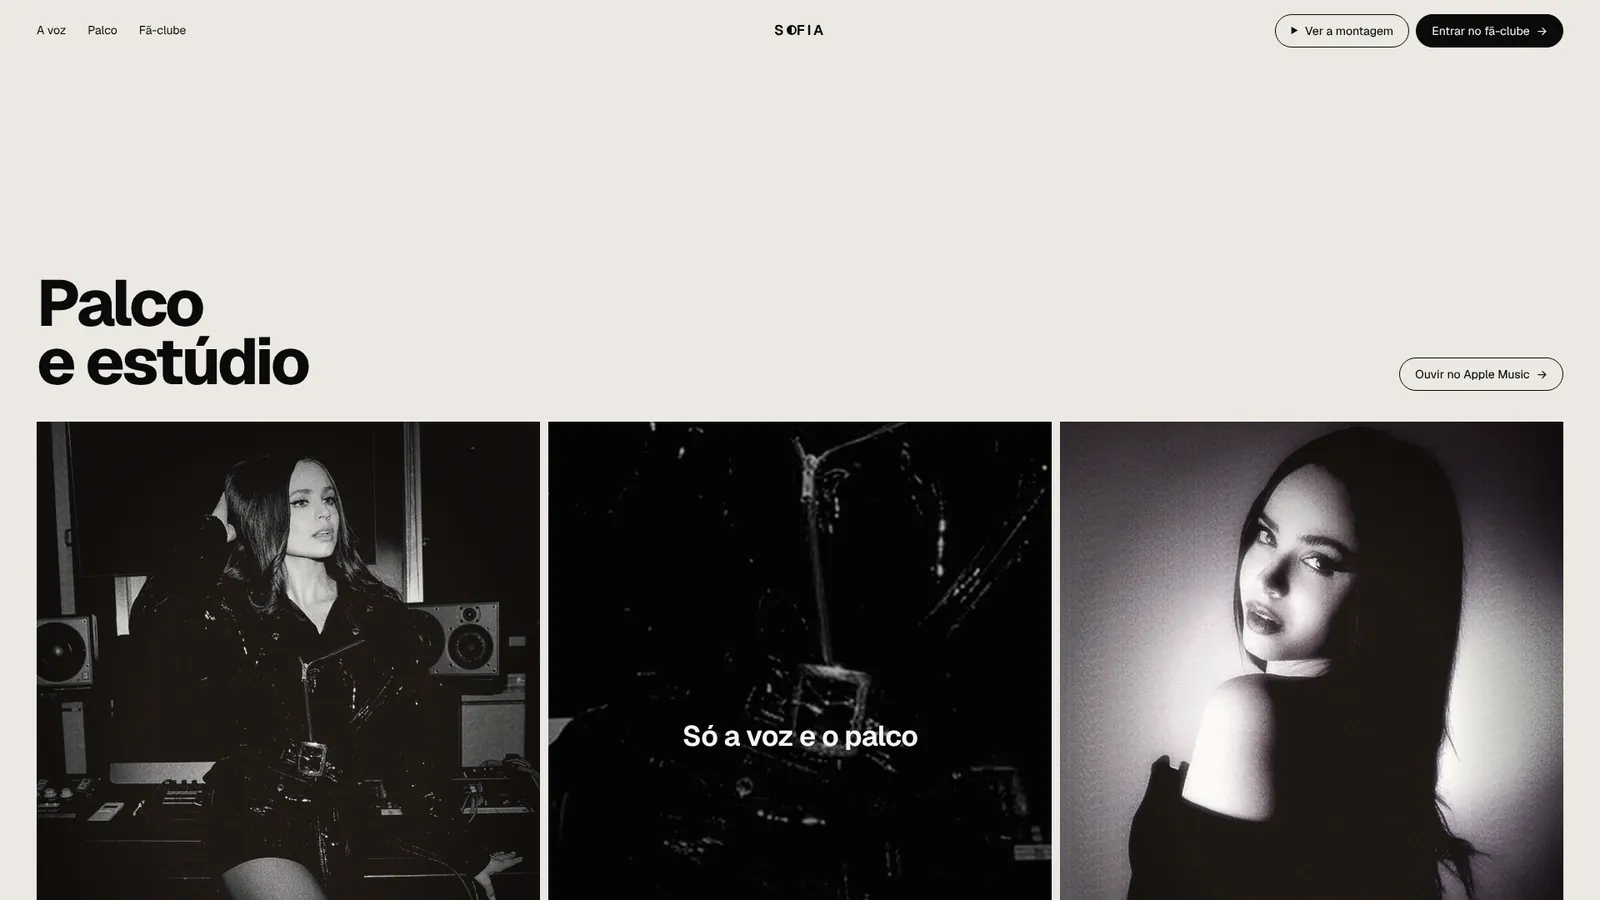 A voz
Palco
Fã-clube
SOFIA
Ver a montagem
Entrar no fã-clube →
Palco
e estúdio
Ouvir no Apple Music →
Só a voz e o palco